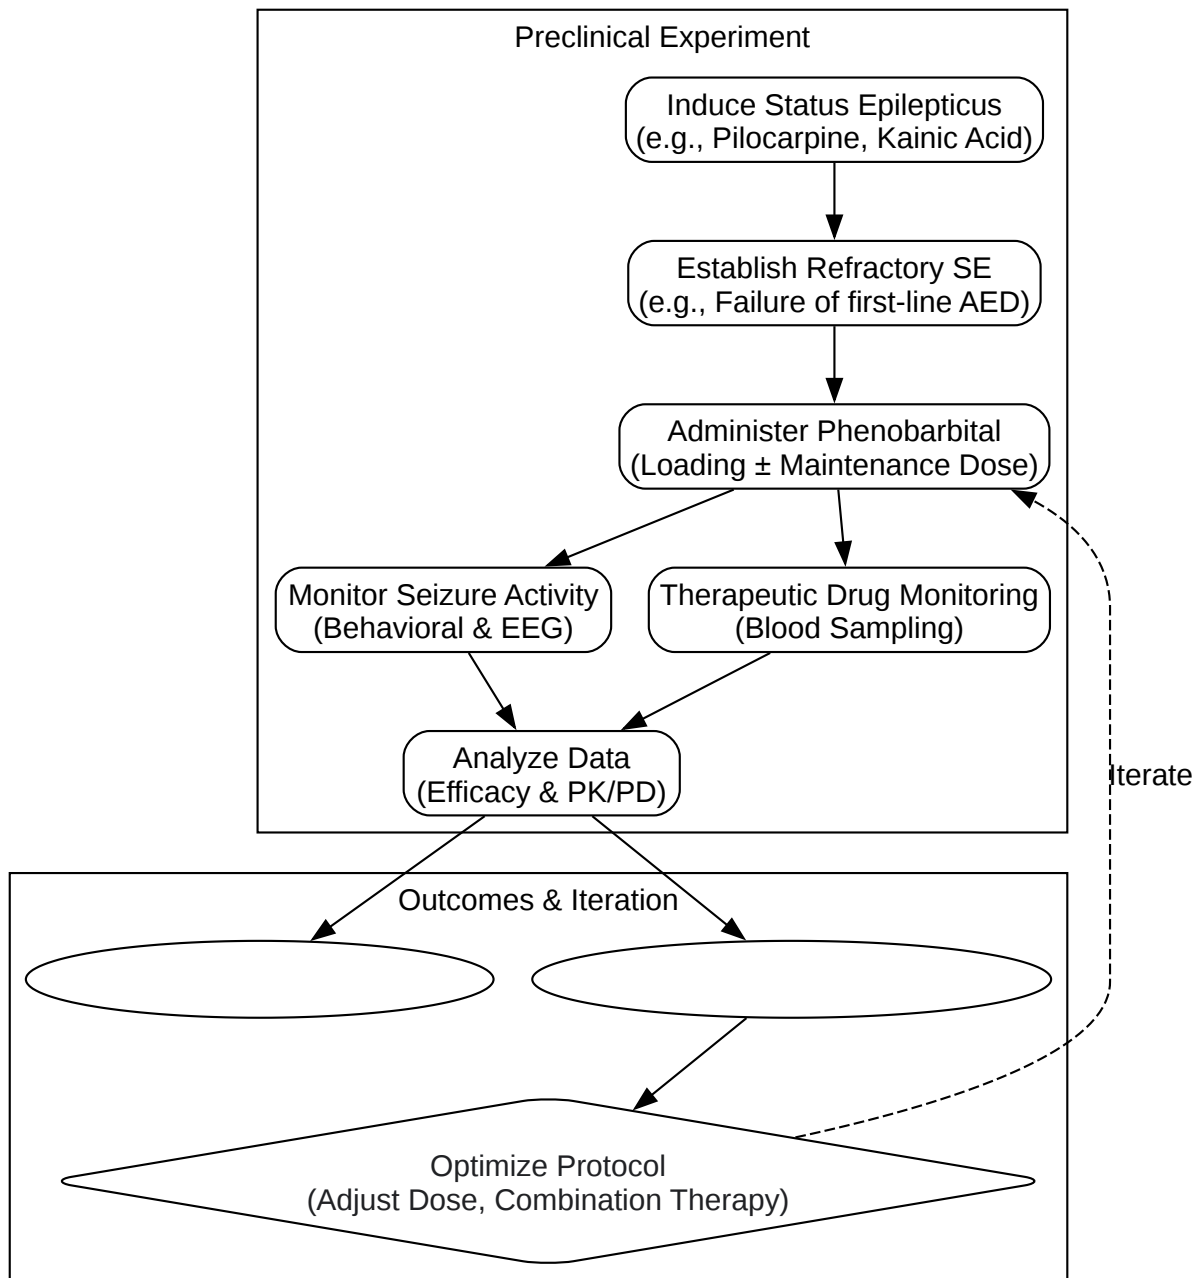 Preclinical Experiment
Induce Status Epilepticus
(e.g., Pilocarpine, Kainic Acid)
Establish Refractory SE
(e.g., Failure of first-line AED)
Administer Phenobarbital
(Loading ± Maintenance Dose)
Monitor Seizure Activity
(Behavioral & EEG)
Therapeutic Drug Monitoring
(Blood Sampling)
Analyze Data
(Efficacy & PK/PD)
Iterate
Outcomes & Iteration
Optimize Protocol
(Adjust Dose, Combination Therapy)